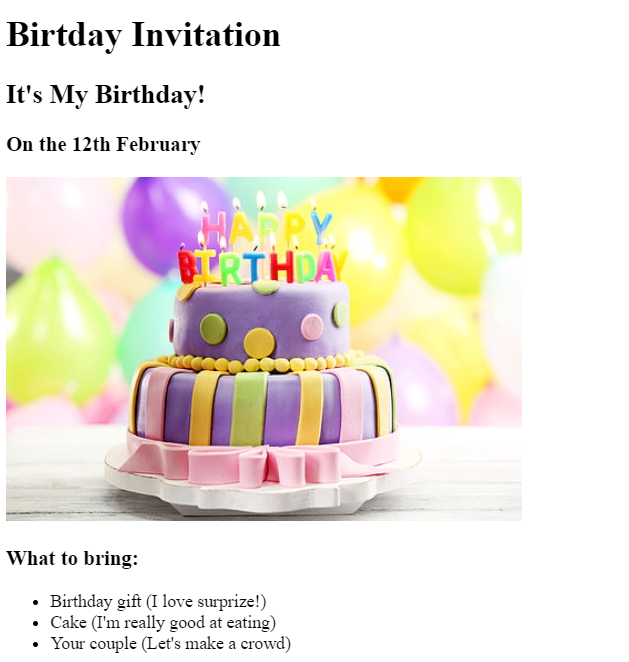 Birtday Invitation
It's My Birthday!
On the 12th February
HAPPY
BIRTHDAY
What to bring:
Birthday gift (I love surprize!)
Cake (I'm really good at eating)
Your couple (Let's make a crowd)